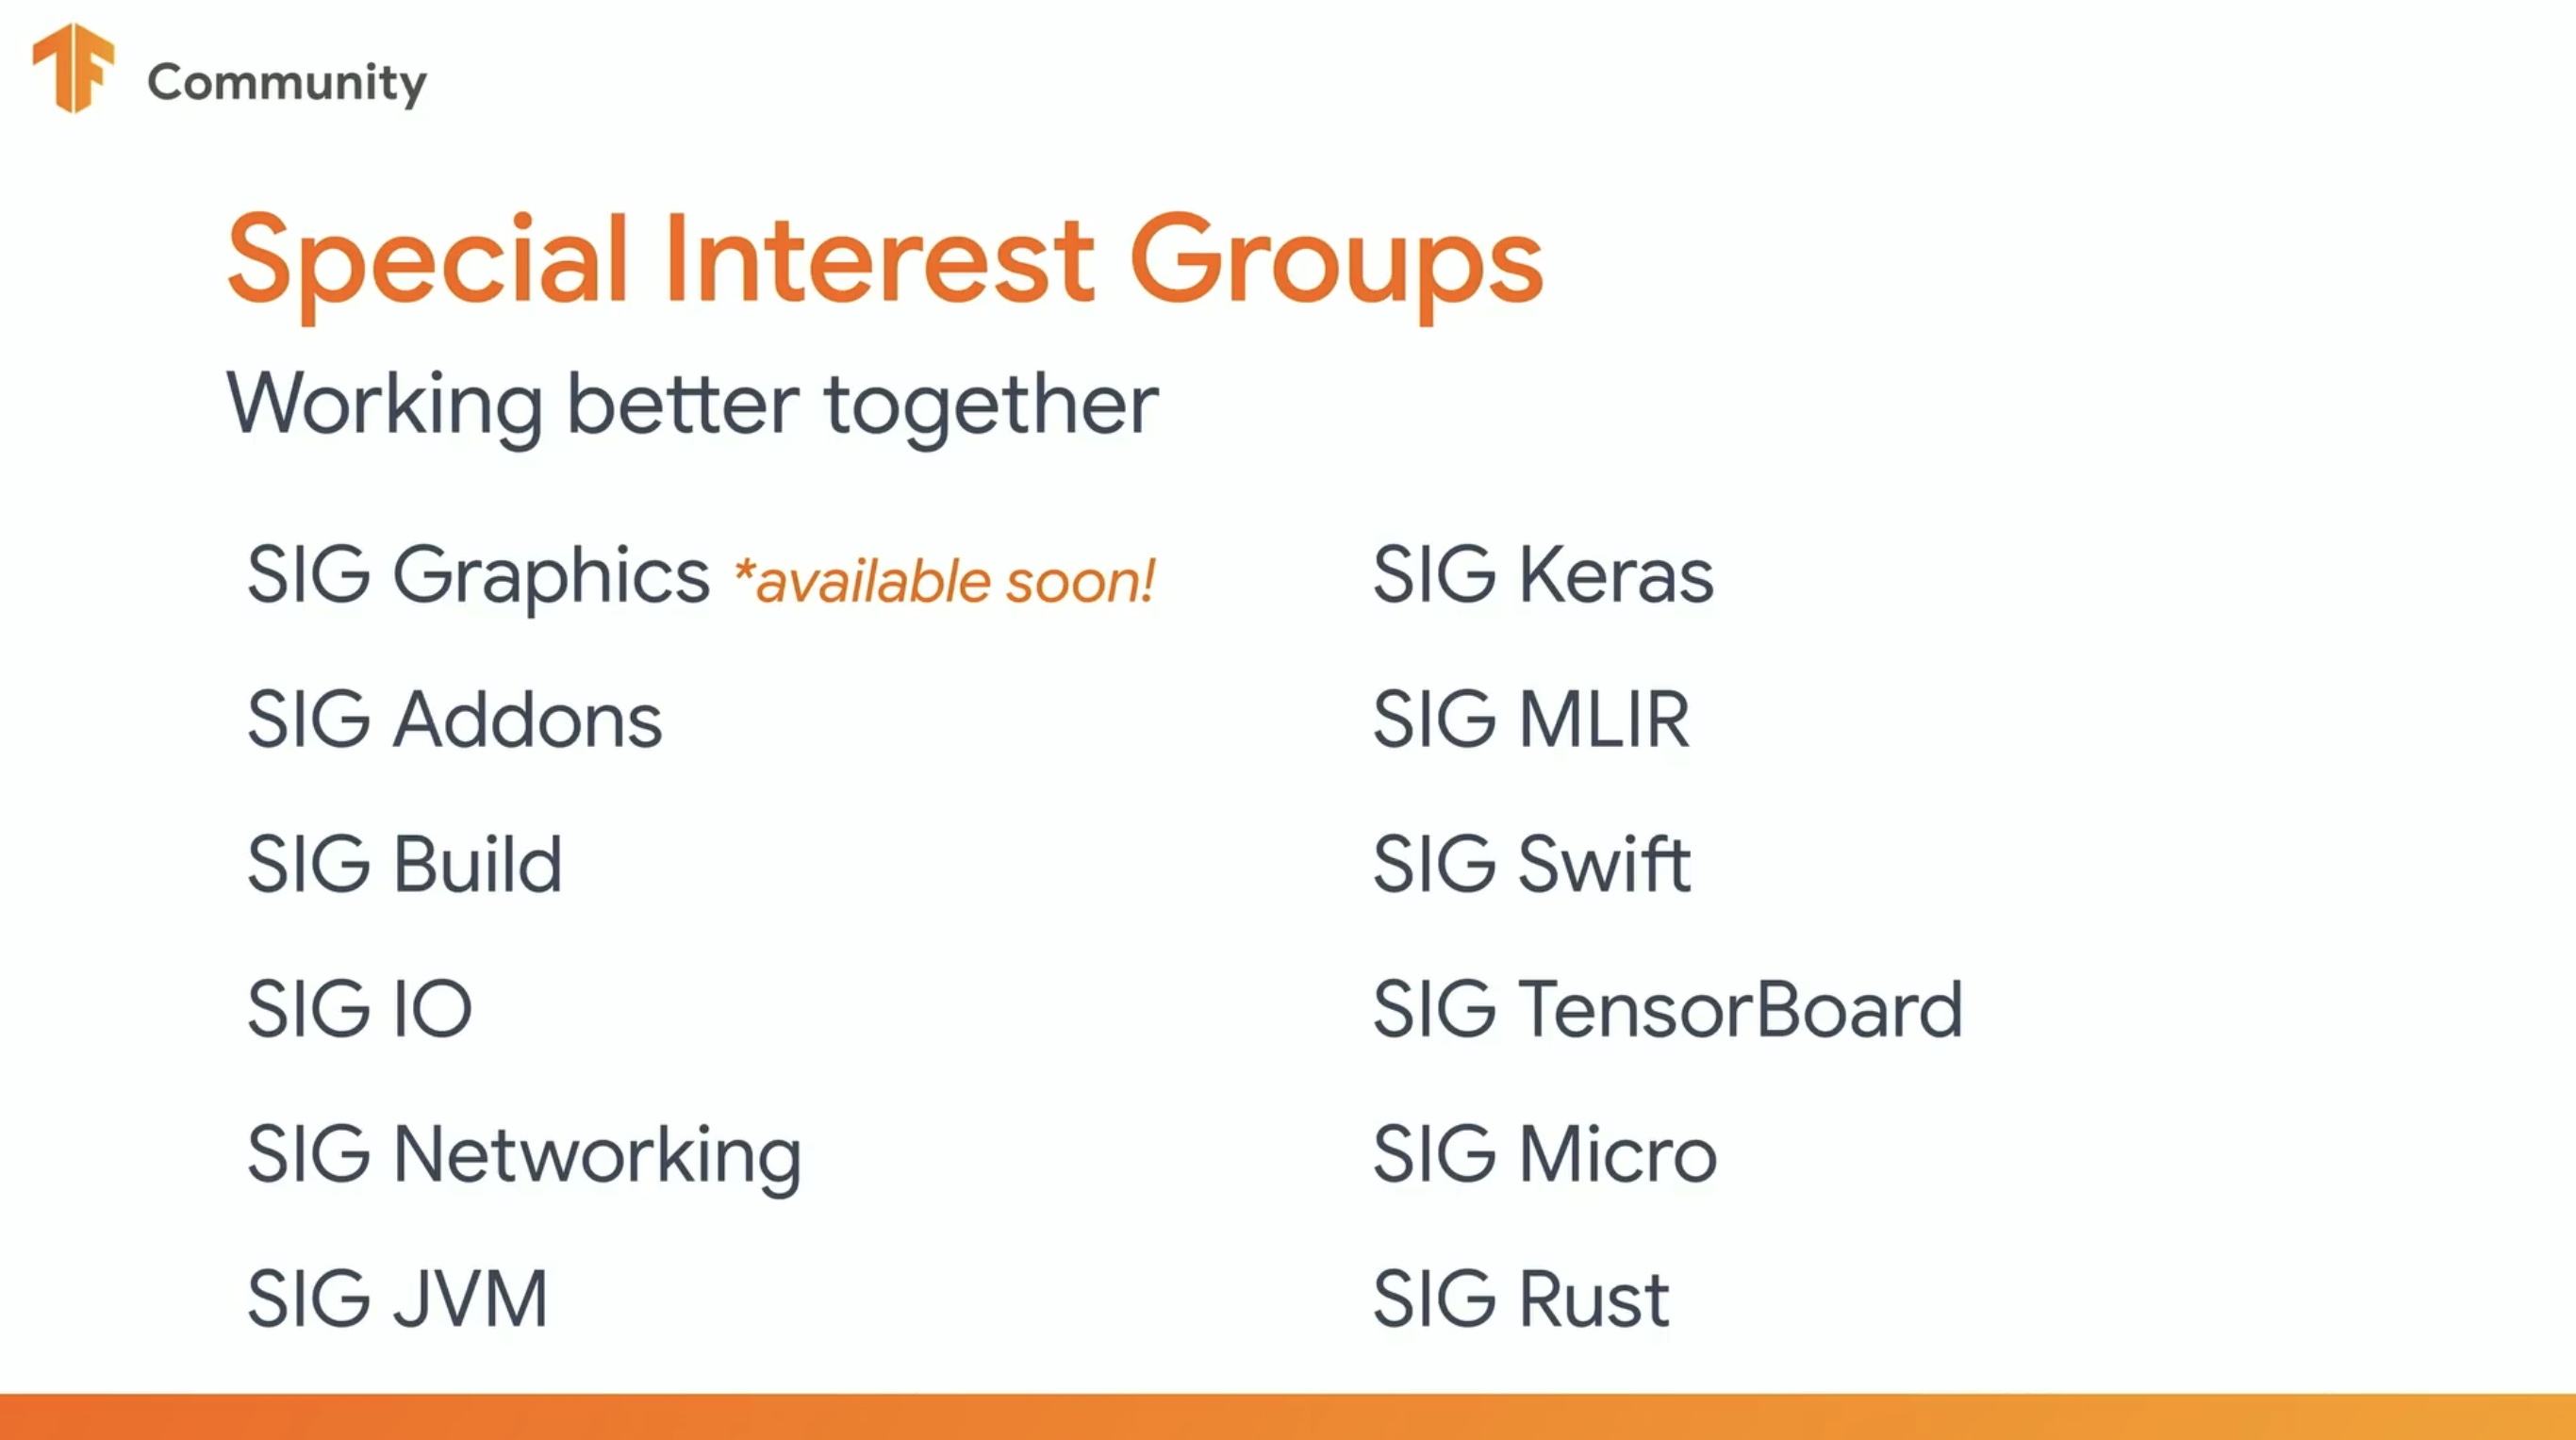 Community
Special Interest Groups
Working better together
SIG Graphics *available soon!
SIG Addons
SIG Build
SIG IO
SIG Networking
SIG JVM
SIG Keras
SIG MLIR
SIG Swift
SIG TensorBoard
SIG Micro
SIG Rust